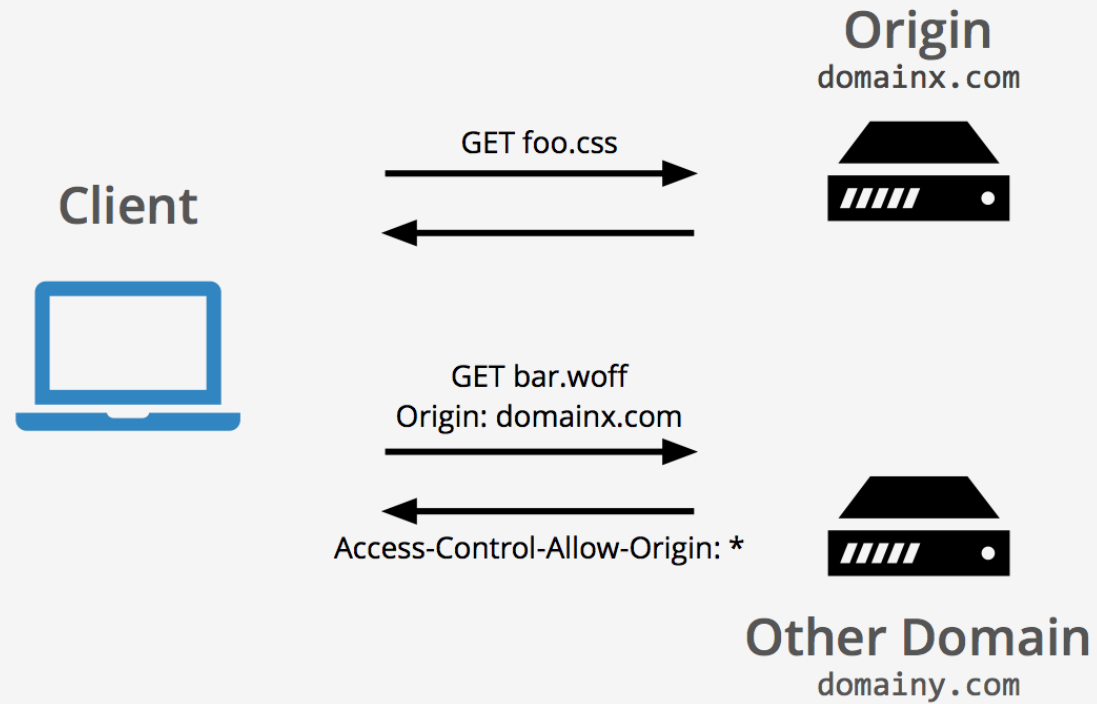 Origin
domainx.com
GET foo.css
Client
GET bar.woff
Origin: domainx.com
Access-Control-Allow-Origin: *
Other Domain
domainy.com